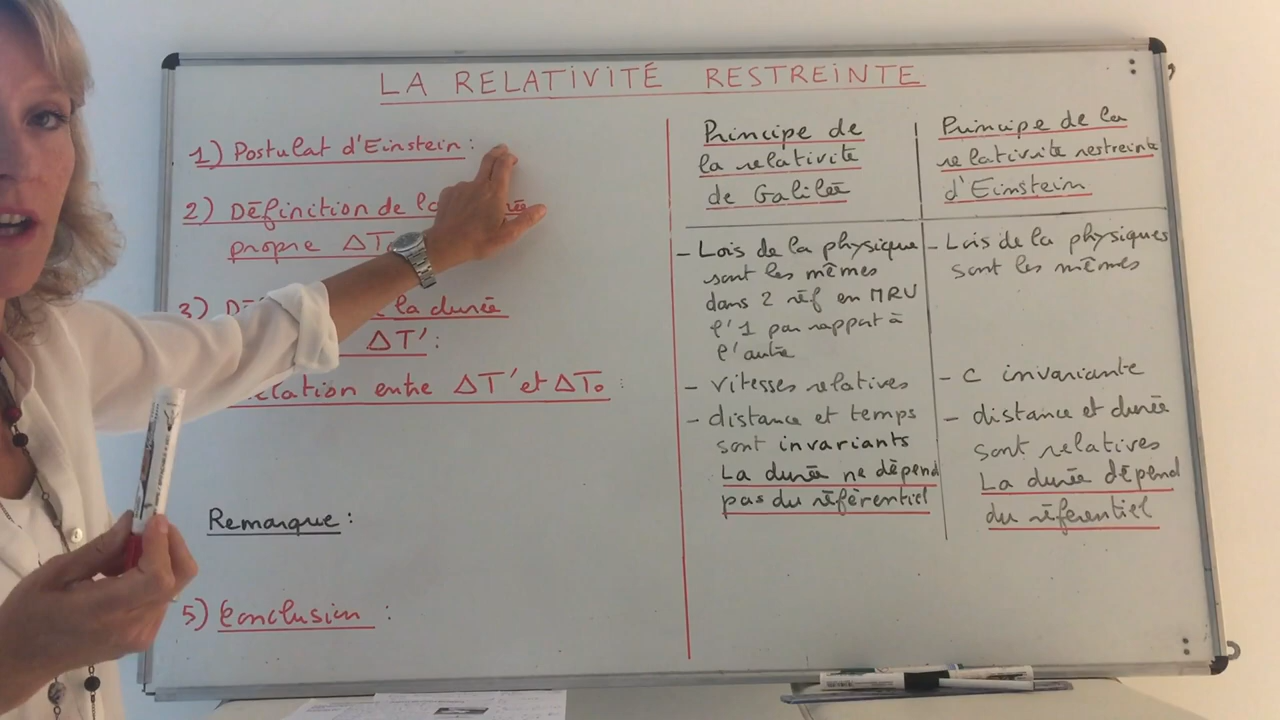 LA RELATIVITÉ RESTREINTE
1) Postulat d'Einstein :
2) Définition de la
propre ΔT₀
3) la durée
ΔT' :
Relation entre ΔT' et ΔT₀ :
Remarque :
5) Conclusion :
Principe de
la relativité
de Galilée
- Lois de la physique
sont les mêmes
dans 2 réf en MRU
l'1 par rapport à
l'autre
- vitesses relatives
- distance et temps
sont invariants
La durée ne dépend
pas du référentiel
Principe de la
relativité restreinte
d'Einstein
- Lois de la physiques
sont les mêmes
- C invariante
- distance et durée
sont relatives
La durée dépend
du référentiel